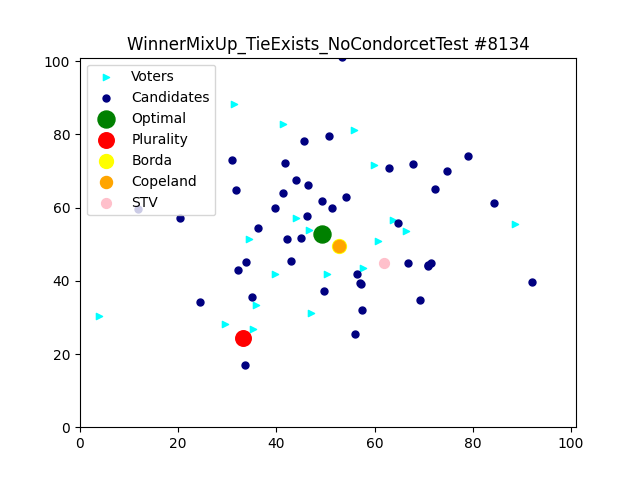 WinnerMixUp_TieExists_NoCondorcetTest #8134
Voters
Candidates
Optimal
Plurality
Borda
Copeland
STV
100
80
60
40
20
0
0 20 40 60 80 100